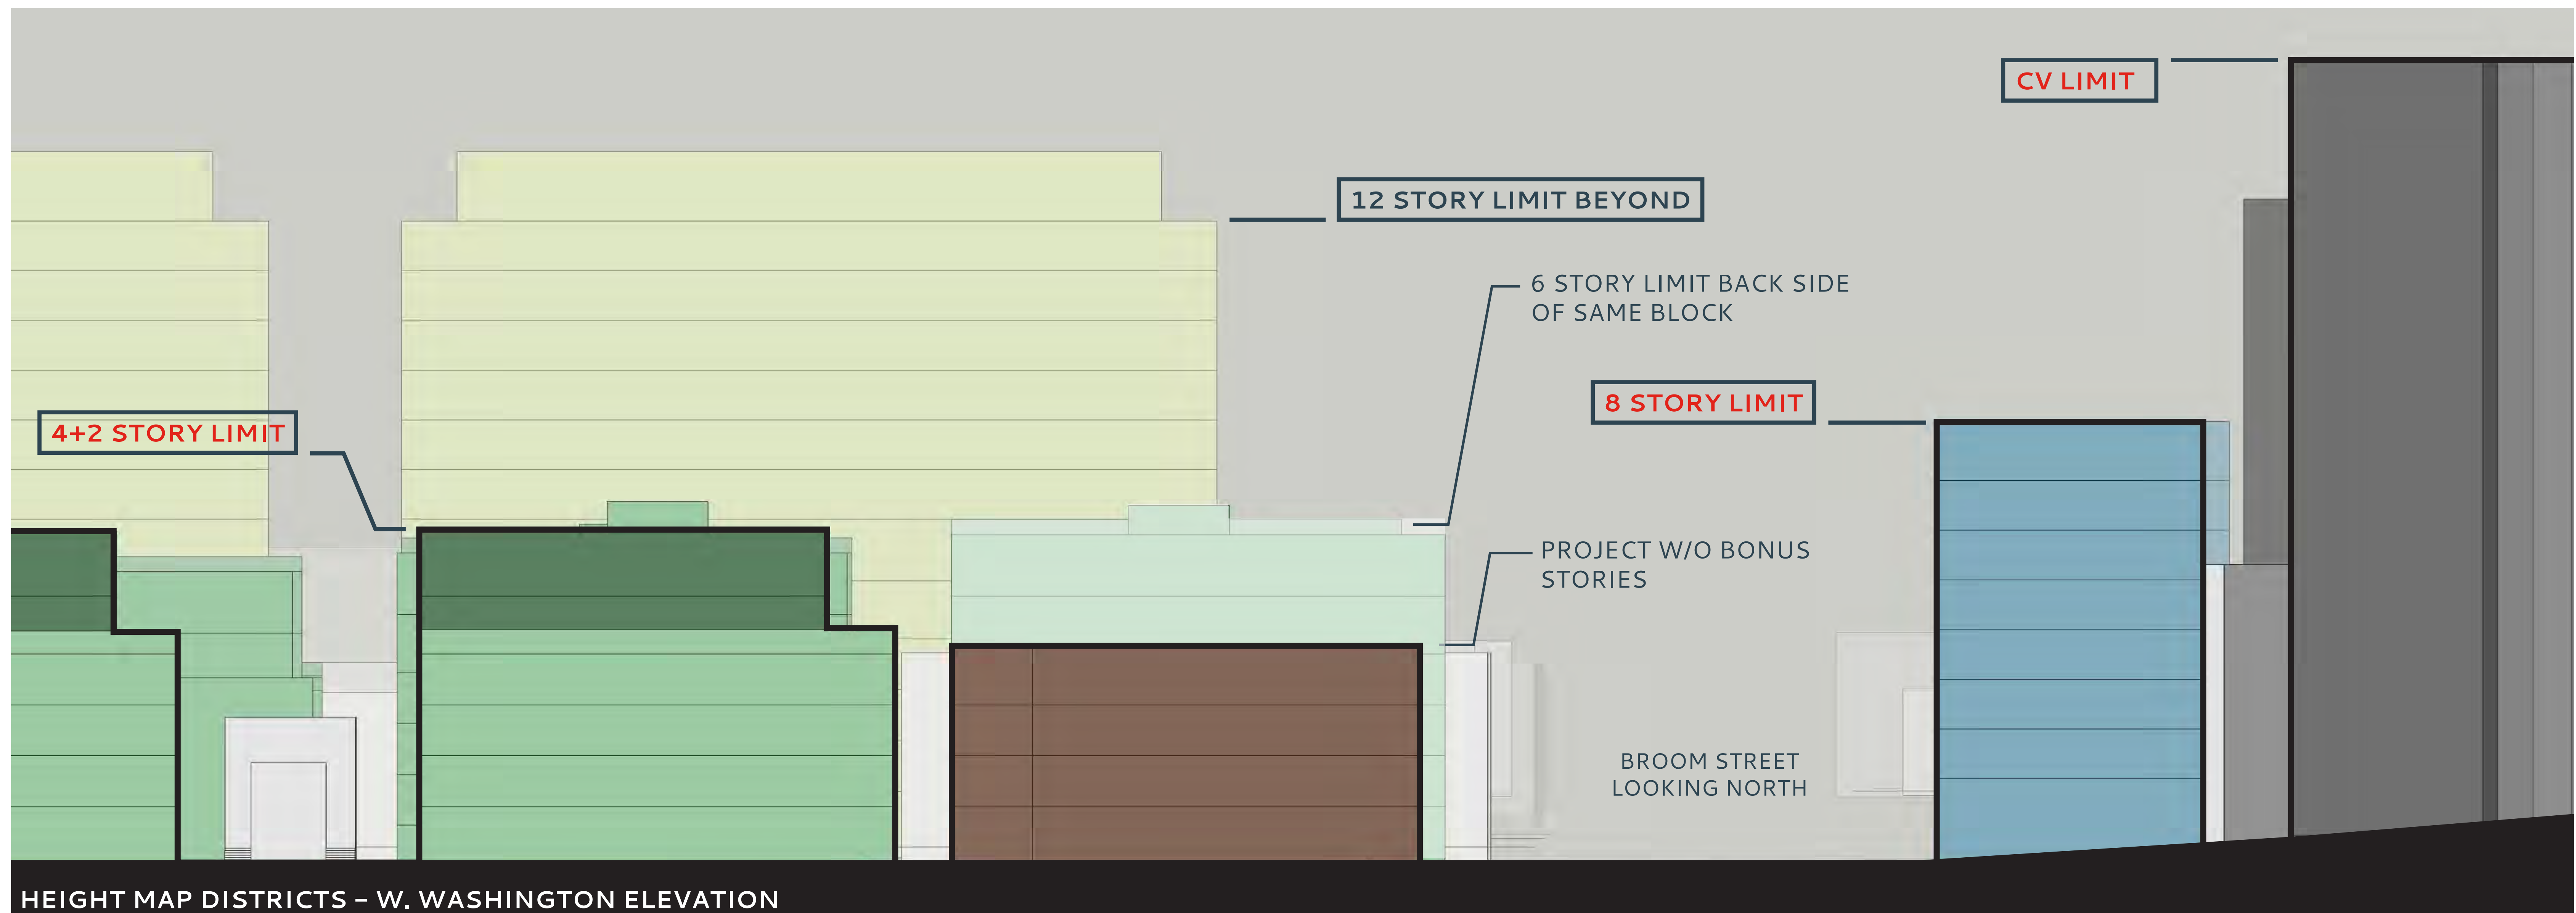 CV LIMIT
12 STORY LIMIT BEYOND
6 STORY LIMIT BACK SIDE
OF SAME BLOCK
8 STORY LIMIT
4+2 STORY LIMIT
PROJECT W/O BONUS
STORIES
BROOM STREET
LOOKING NORTH
HEIGHT MAP DISTRICTS – W. WASHINGTON ELEVATION